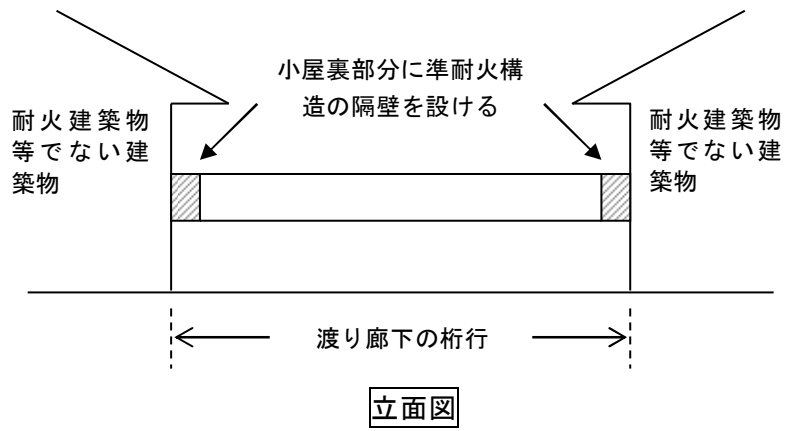 小屋裏部分に準耐火構
造の隔壁を設ける
耐火建築物
等でない建
築物
耐火建築物
等でない建
築物
渡り廊下の桁行
立面図